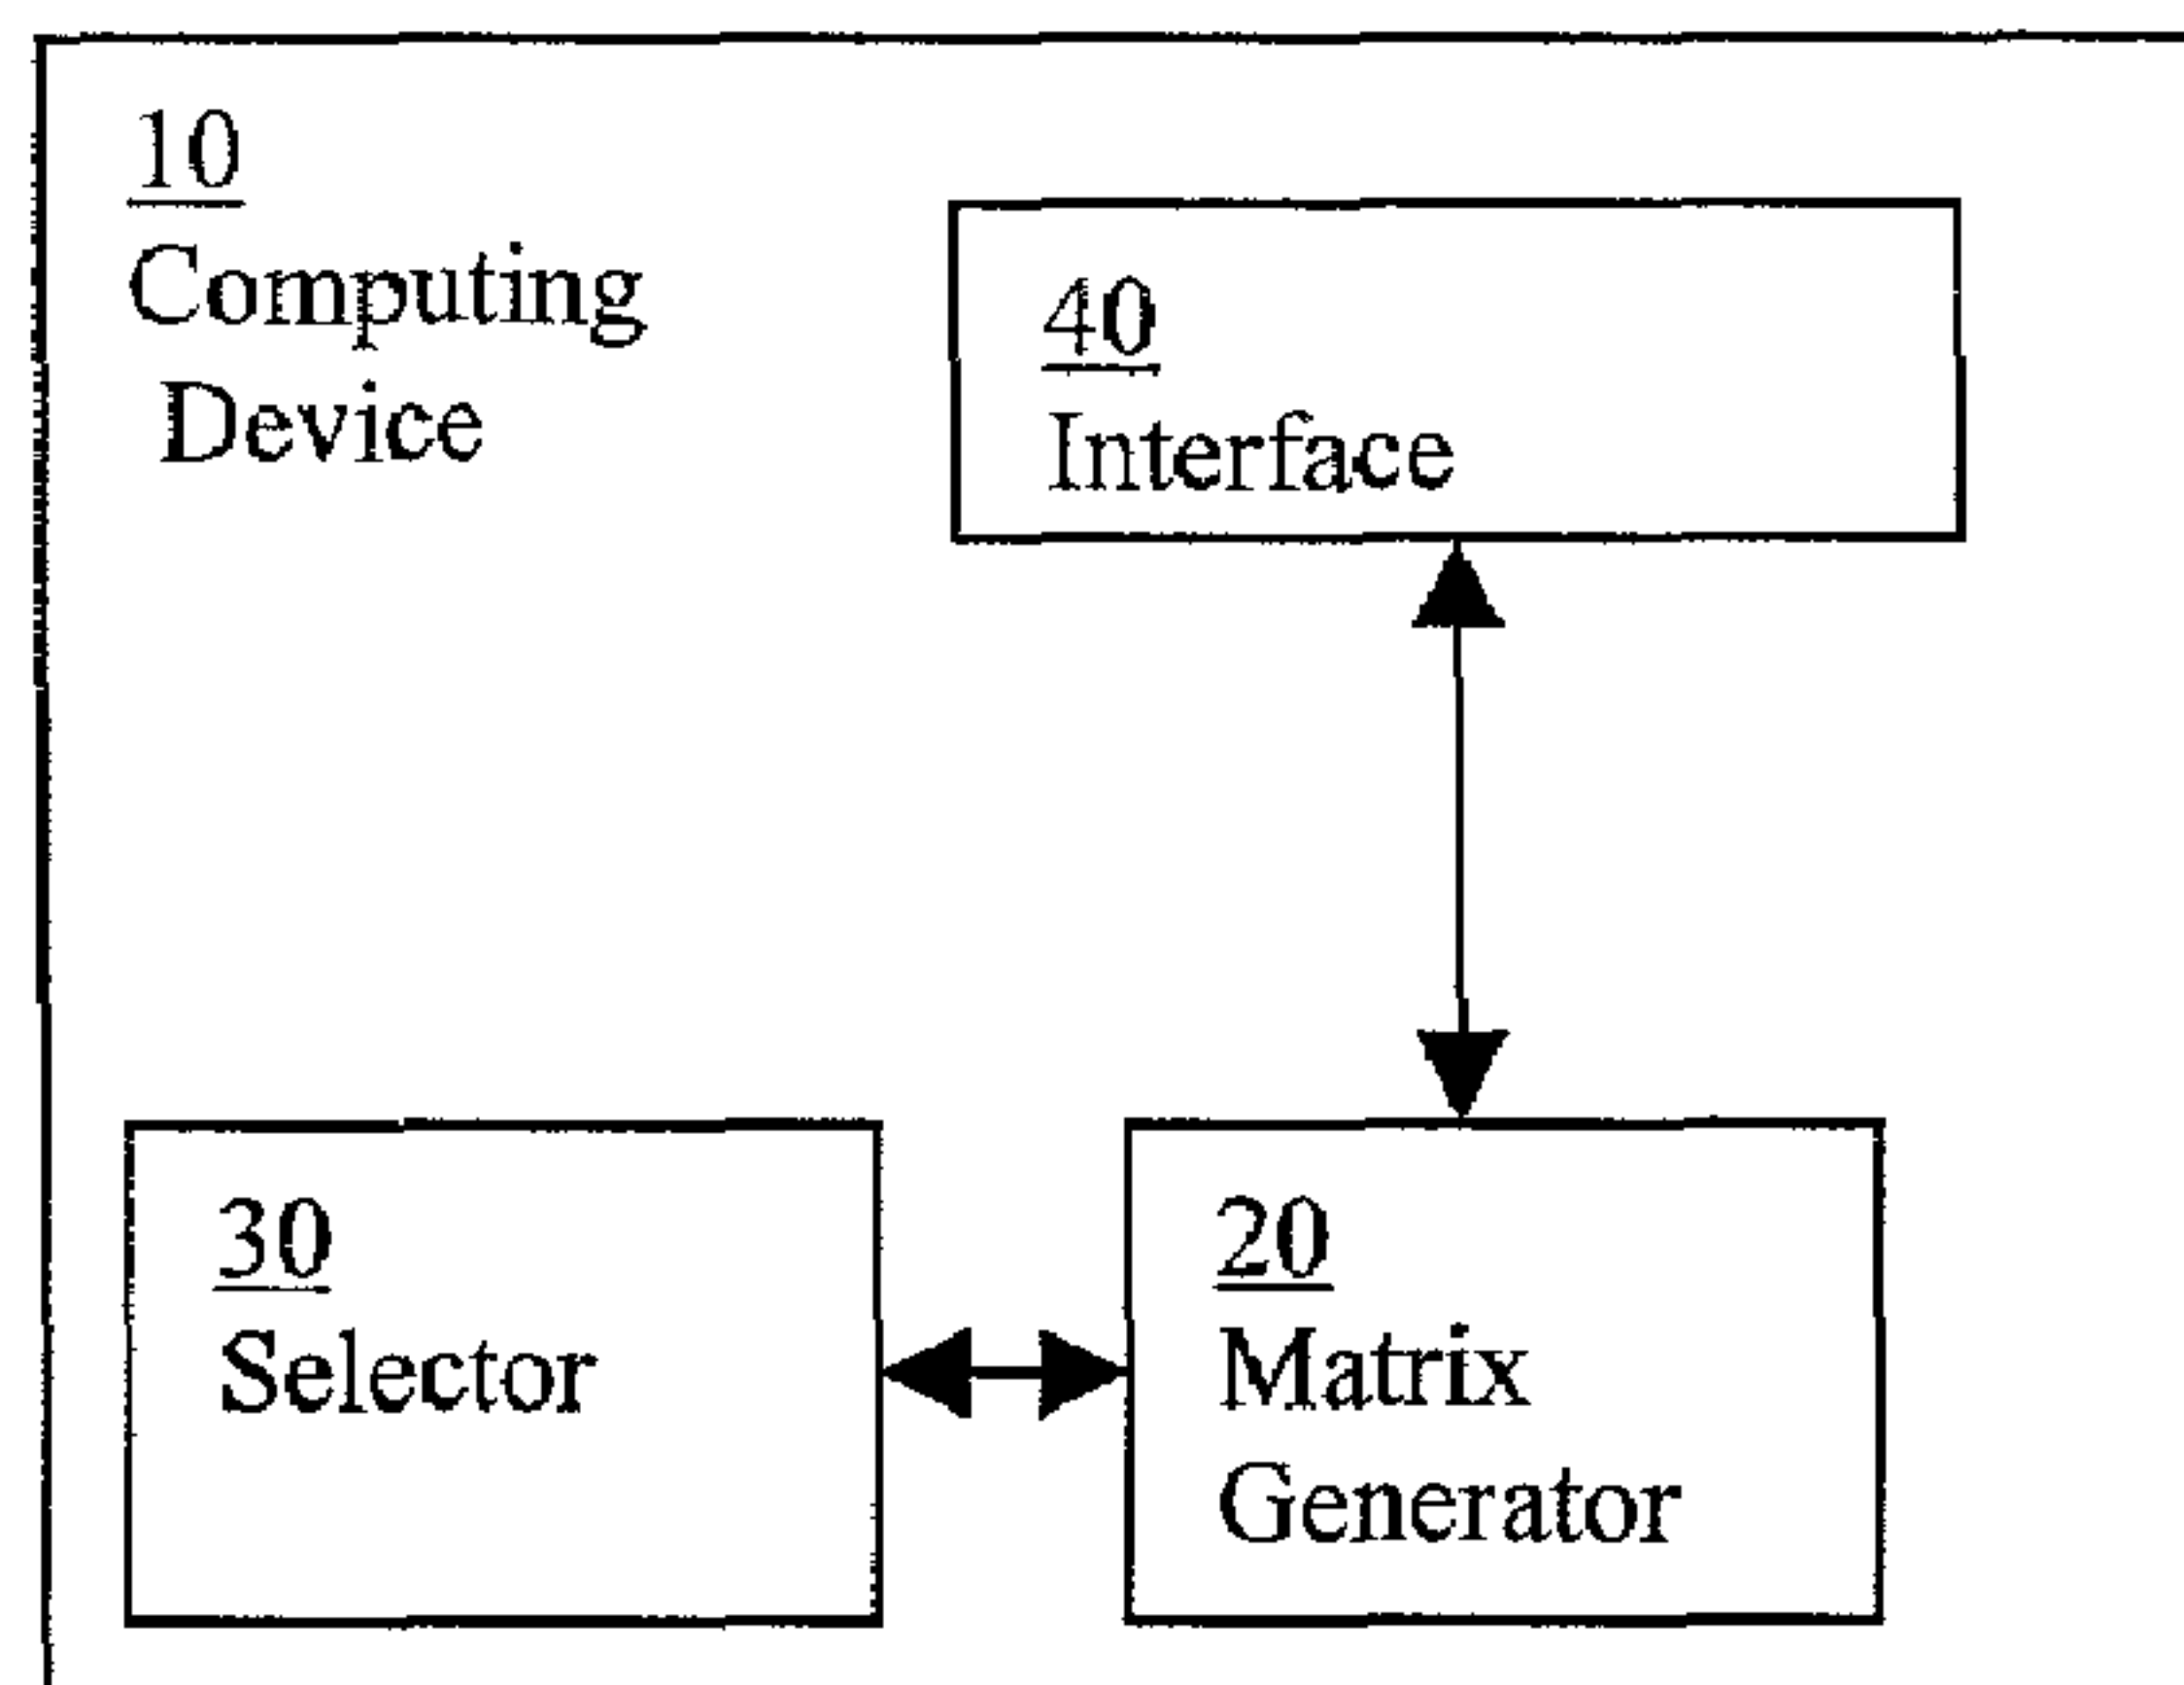 10
Computing
Device
40
Interface
30
Selector
20
Matrix
Generator